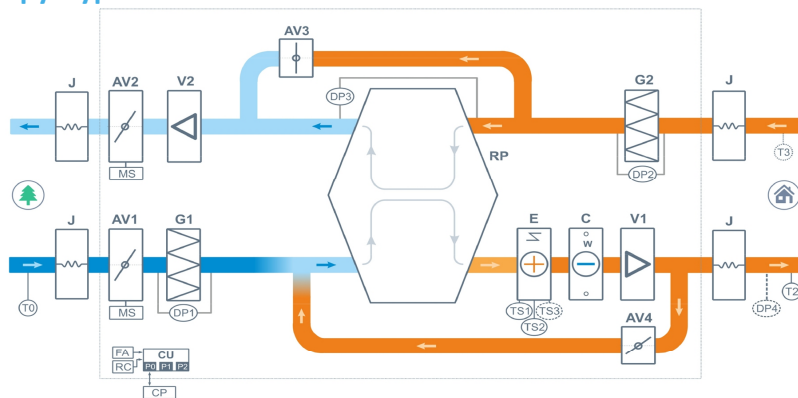 AV3
J
AV2
V2
G2
J
DP3
RP
T3
MS
DP2
J
AV1
G1
E
C
V1
J
W
T0
MS
DP1
TS1
TS3
TS2
DP4
T2
AV4
FA
CU
RC
P0 P1 P2
CP